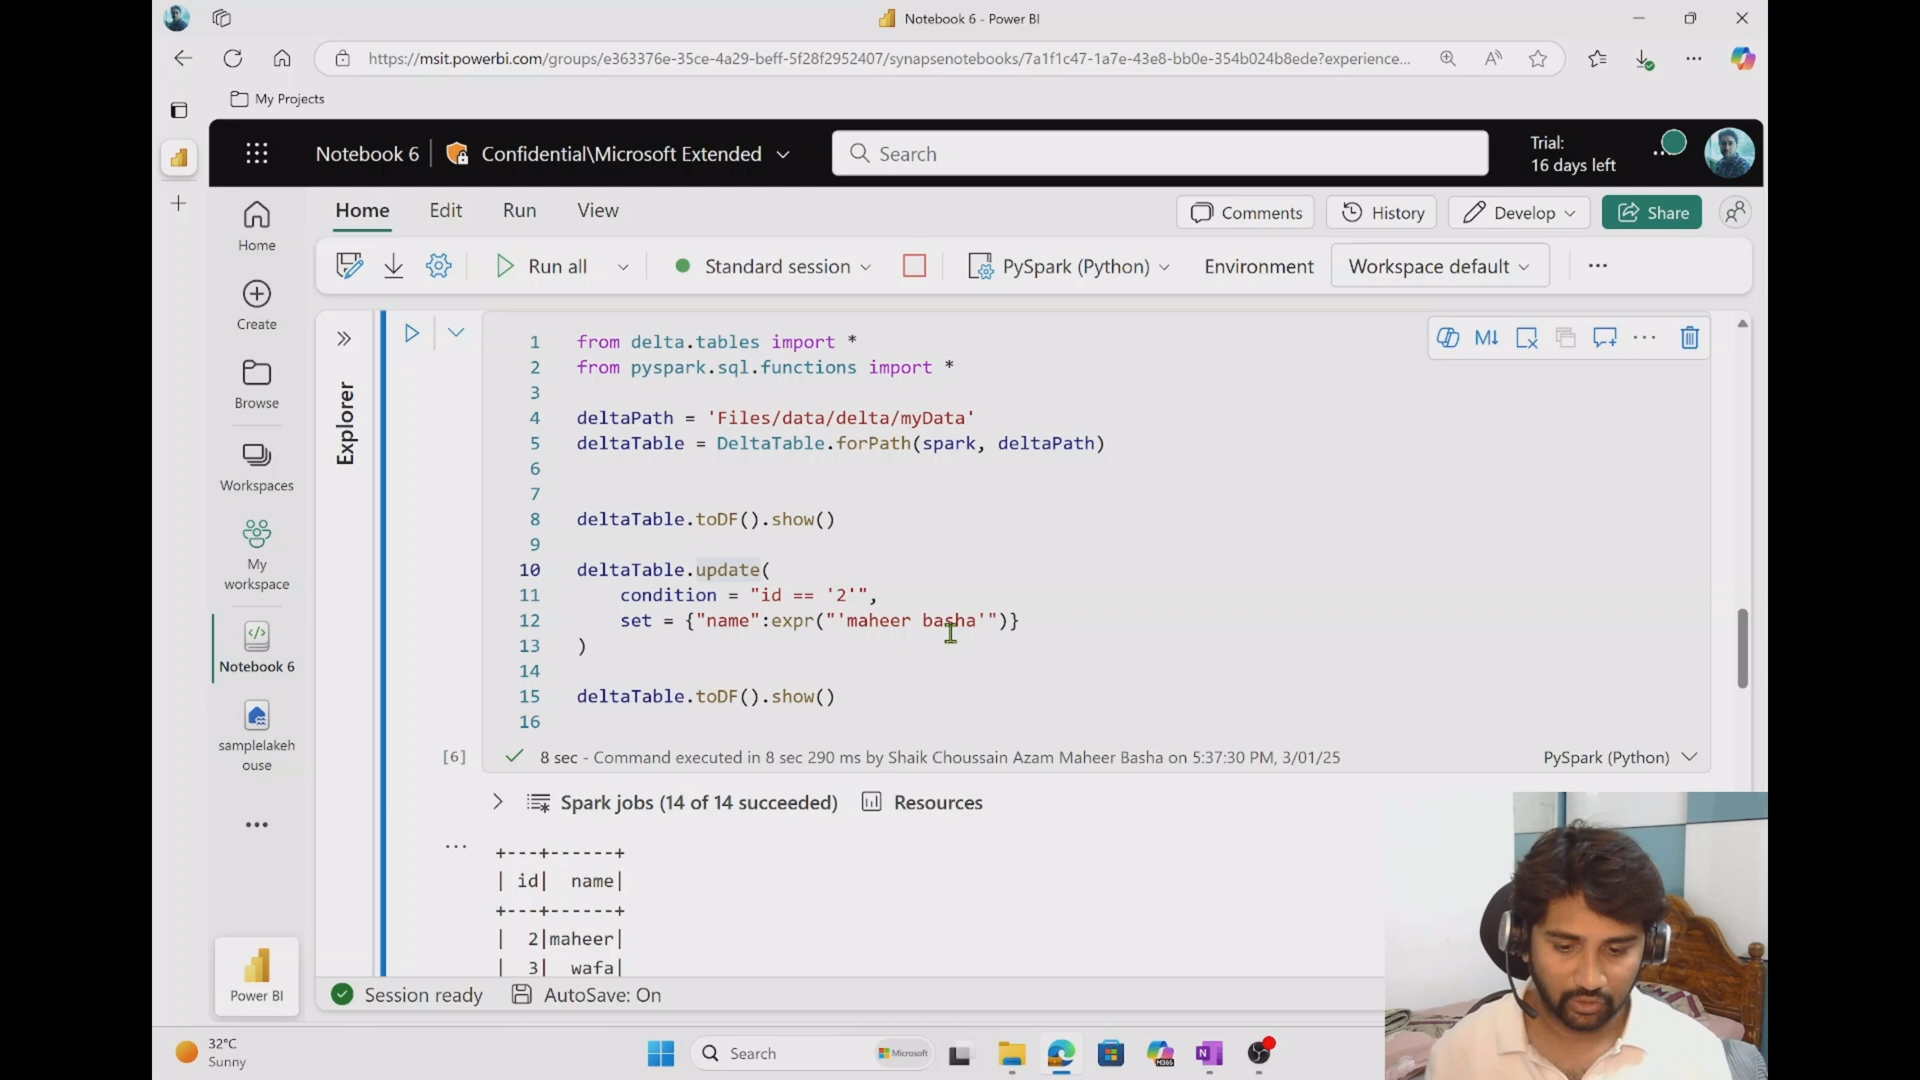 Notebook 6 - Power BI
https://msit.powerbi.com/groups/e363376e-35ce-4a29-beff-5f28f2952407/synapsenotebooks/7a1f1c47-1a7e-43e8-bb0e-354b024b8ede?experience...
My Projects
Notebook 6 Confidential\Microsoft Extended
Search
Trial:
16 days left
Home Edit Run View
Comments History Develop Share
Run all Standard session PySpark (Python) Environment Workspace default
Home
Create
Browse
Workspaces
My
workspace
Notebook 6
samplelakeh
ouse
Power BI
Explorer
1 from delta.tables import *
2 from pyspark.sql.functions import *
3
4 deltaPath = 'Files/data/delta/myData'
5 deltaTable = DeltaTable.forPath(spark, deltaPath)
6
7
8 deltaTable.toDF().show()
9
10 deltaTable.update(
11 condition = "id == '2'",
12 set = {"name":expr("'maheer basha'")}
13 )
14
15 deltaTable.toDF().show()
16
[6] 8 sec - Command executed in 8 sec 290 ms by Shaik Choussain Azam Maheer Basha on 5:37:30 PM, 3/01/25 PySpark (Python)
Spark jobs (14 of 14 succeeded) Resources
+---+------+
| id| name|
+---+------+
| 2|maheer|
| 3| wafa|
Session ready AutoSave: On
32°C
Sunny
Search Microsoft
M365
N